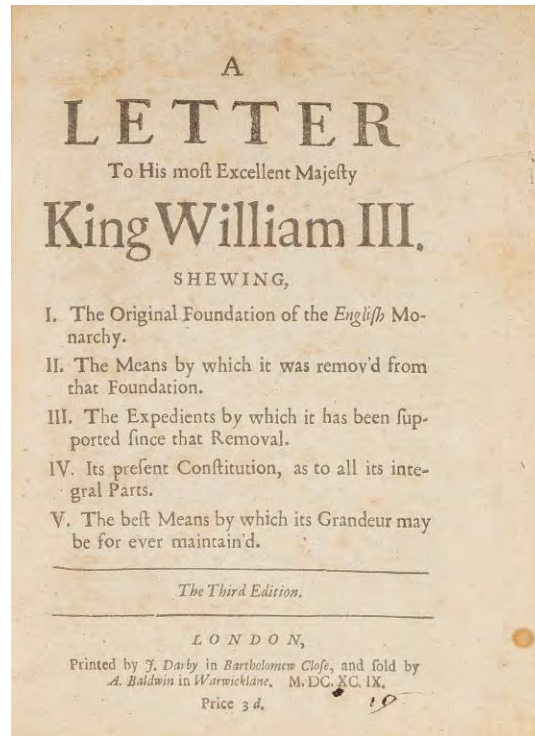 A
LETTER
To His moſt Excellent Majeſty
King William III.
SHEWING,
I. The Original Foundation of the Engliſh Mo-
narchy.
II. The Means by which it was remov'd from
that Foundation.
III. The Expedients by which it has been ſup-
ported ſince that Removal.
IV. Its preſent Conſtitution, as to all its inte-
gral Parts.
V. The beſt Means by which its Grandeur may
be for ever maintain'd.
The Third Edition.
LONDON,
Printed by J. Darby in Bartholomew Cloſe, and ſold by
A. Baldwin in Warwicklane. M. DC. XC. IX.
Price 3 d. 19